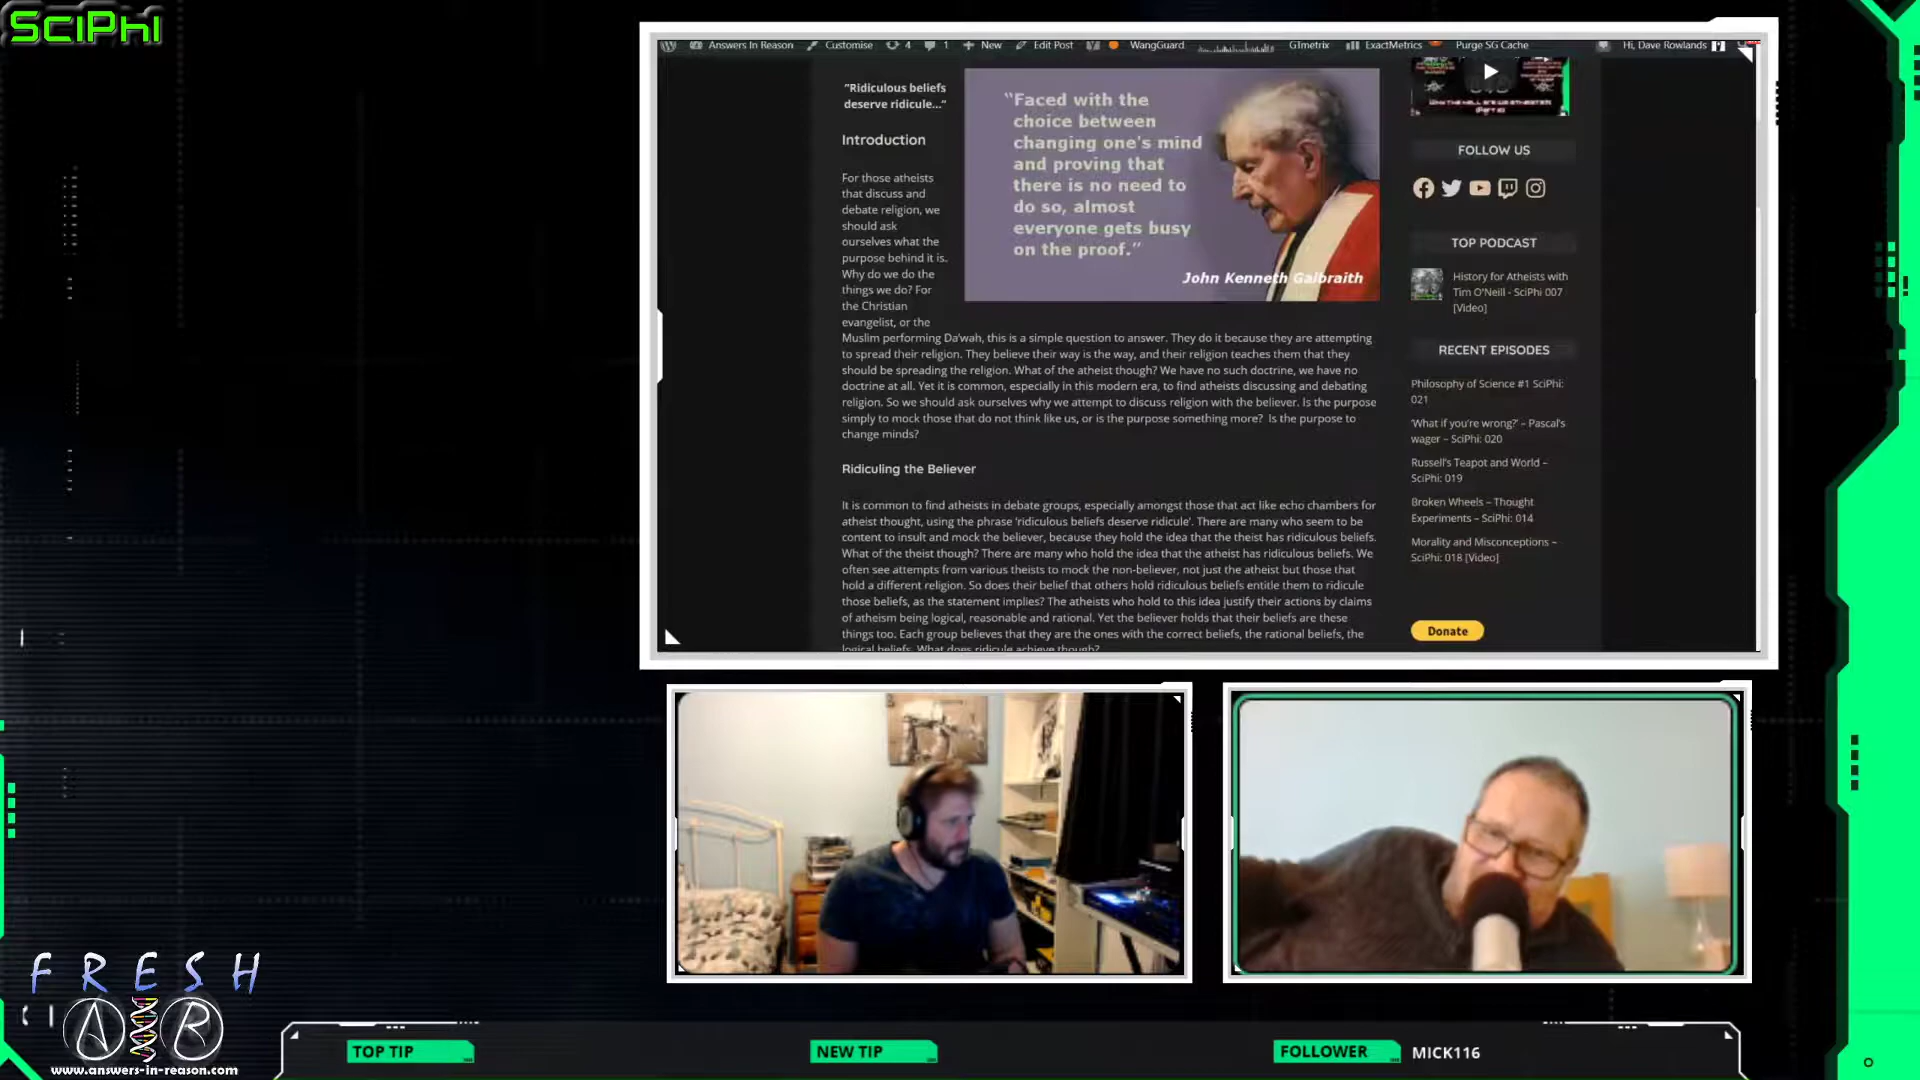 SciPhi
Answers In Reason
Customise
4
1
New
Edit Post
WangGuard
GTmetrix
ExactMetrics
Purge SG Cache
Hi, Dave Rowlands
"Ridiculous beliefs
deserve ridicule..."
Introduction
For those atheists
that discuss and
debate religion, we
should ask
ourselves what the
purpose behind it is.
Why do we do the
things we do? For
the Christian
evangelist, or the
Muslim performing Da'wah, this is a simple question to answer. They do it because they are attempting
to spread their religion. They believe their way is the way, and their religion teaches them that they
should be spreading the religion. What of the atheist though? We have no such doctrine, we have no
doctrine at all. Yet it is common, especially in this modern era, to find atheists discussing and debating
religion. So we should ask ourselves why we attempt to discuss religion with the believer. Is the purpose
simply to mock those that do not think like us, or is the purpose something more? Is the purpose to
change minds?
"Faced with the
choice between
changing one's mind
and proving that
there is no need to
do so, almost
everyone gets busy
on the proof."
John Kenneth Galbraith
Ridiculing the Believer
It is common to find atheists in debate groups, especially amongst those that act like echo chambers for
atheist thought, using the phrase 'ridiculous beliefs deserve ridicule'. There are many who seem to be
content to insult and mock the believer, because they hold the idea that the theist has ridiculous beliefs.
What of the theist though? There are many who hold the idea that the atheist has ridiculous beliefs. We
often see attempts from various theists to mock the non-believer, not just the atheist but those that
hold a different religion. So does their belief that others hold ridiculous beliefs entitle them to ridicule
those beliefs, as the statement implies? The atheists who hold to this idea justify their actions by claims
of atheism being logical, reasonable and rational. Yet the believer holds that their beliefs are these
things too. Each group believes that they are the ones with the correct beliefs, the rational beliefs, the
logical beliefs. What does ridicule achieve though?
FOLLOW US
TOP PODCAST
History for Atheists with
Tim O'Neill - SciPhi 007
[Video]
RECENT EPISODES
Philosophy of Science #1 SciPhi:
021
'What if you're wrong?' – Pascal's
wager – SciPhi: 020
Russell's Teapot and World –
SciPhi: 019
Broken Wheels – Thought
Experiments – SciPhi: 014
Morality and Misconceptions –
SciPhi: 018 [Video]
Donate
FRESH
AR
www.answers-in-reason.com
TOP TIP
NEW TIP
FOLLOWER
MICK116